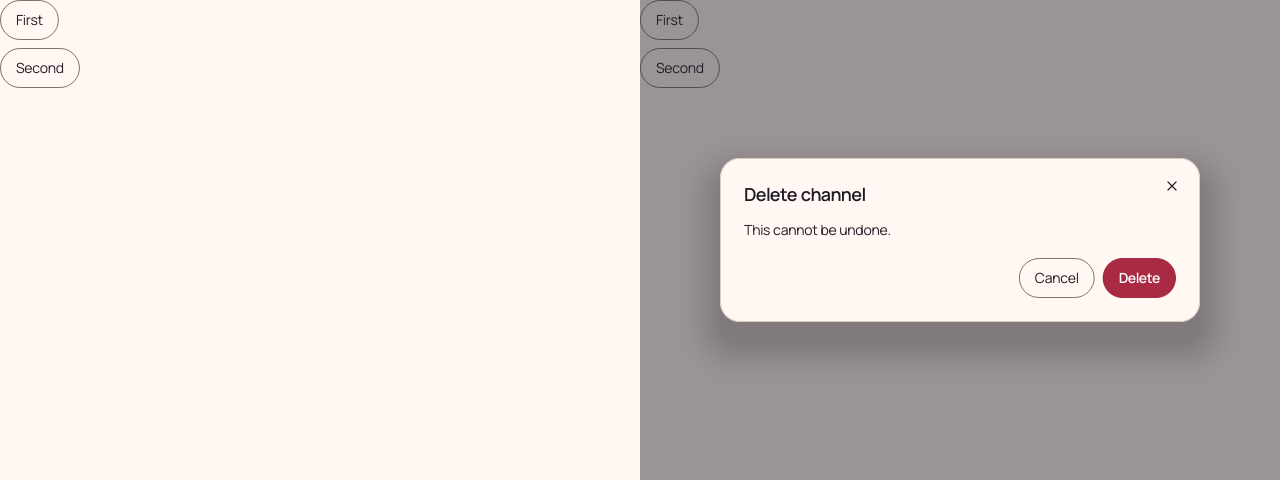 First
Second
First
Second
Delete channel
This cannot be undone.
Cancel
Delete